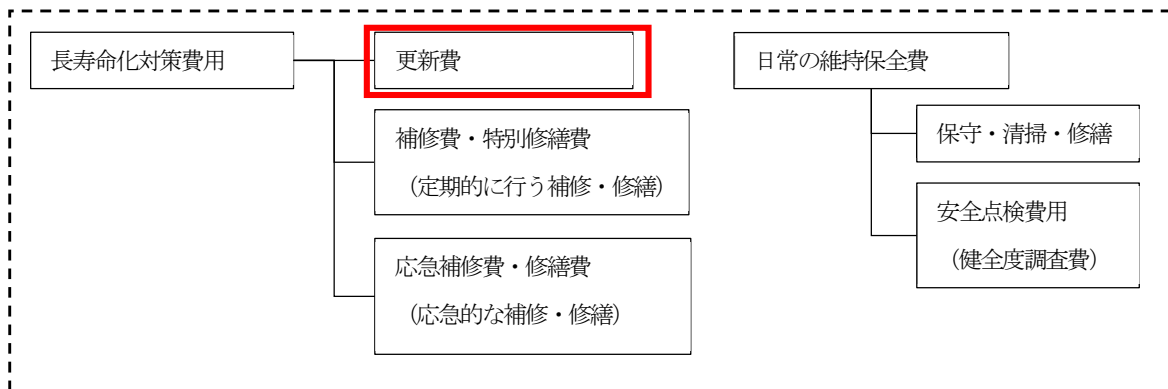 長寿命化対策費用
更新費
補修費・特別修繕費
（定期的に行う補修・修繕）
応急補修費・修繕費
（応急的な補修・修繕）
日常の維持保全費
保守・清掃・修繕
安全点検費用
（健全度調査費）